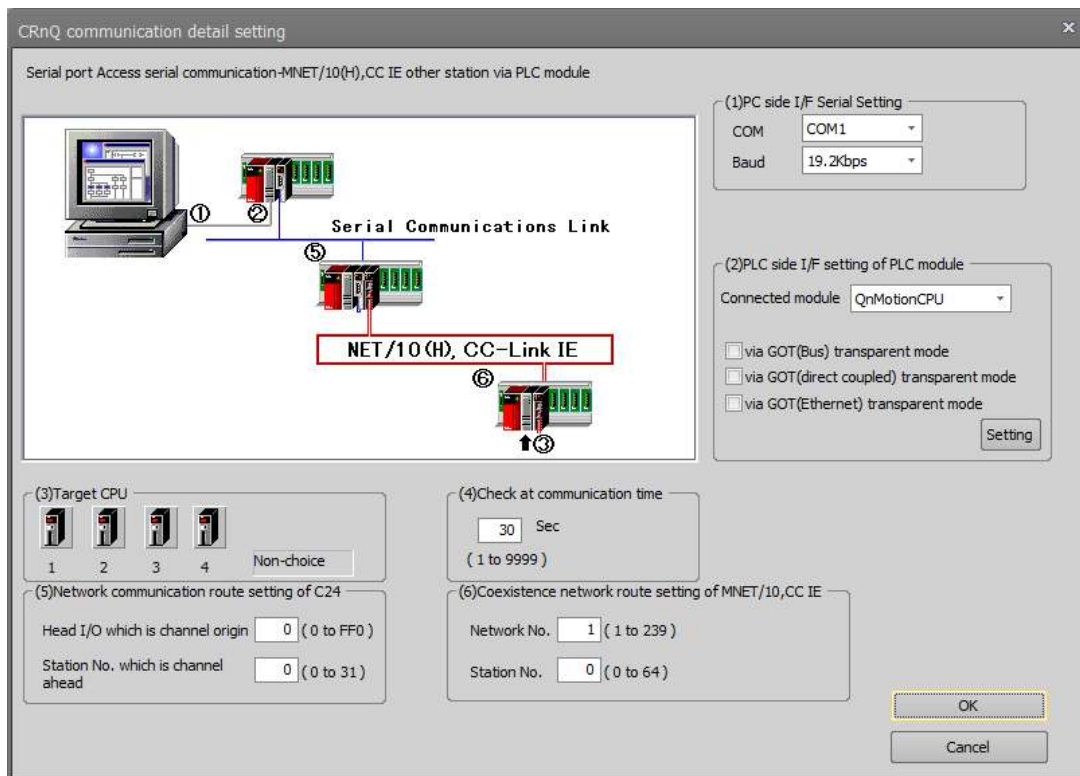 CRnQ communication detail setting
Serial port Access serial communication-MNET/10(H),CC IE other station via PLC module
①
②
Serial Communications Link
⑤
NET/10(H), CC-Link IE
⑥
③
(1)PC side I/F Serial Setting
COM COM1
Baud 19.2Kbps
(2)PLC side I/F setting of PLC module
Connected module QnMotionCPU
via GOT(Bus) transparent mode
via GOT(direct coupled) transparent mode
via GOT(Ethernet) transparent mode
Setting
(3)Target CPU
1 2 3 4 Non-choice
(4)Check at communication time
30 Sec
( 1 to 9999 )
(5)Network communication route setting of C24
Head I/O which is channel origin 0 ( 0 to FF0 )
Station No. which is channel
ahead 0 ( 0 to 31 )
(6)Coexistence network route setting of MNET/10,CC IE
Network No. 1 ( 1 to 239 )
Station No. 0 ( 0 to 64 )
OK
Cancel